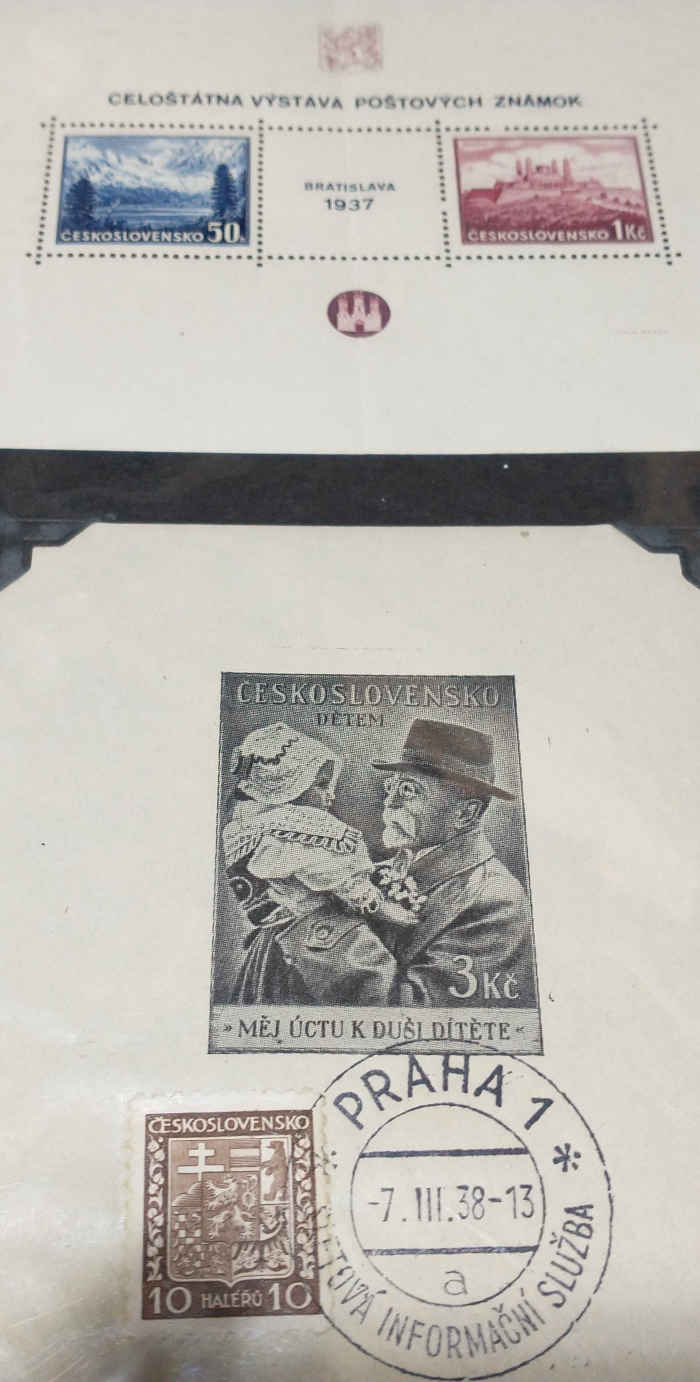 CELOŠTÁTNA VÝSTAVA POŠTOVÝCH ZNÁMOK
ČESKOSLOVENSKO 50h
BRATISLAVA
1937
ČESKOSLOVENSKO 1Kč
ČESKOSLOVENSKO
DĚTEM
3Kč
»MĚJ ÚCTU K DUŠI DÍTĚTE«
ČESKOSLOVENSKO
10 HALÉŘŮ 10
* PRAHA 1 *
-7.III.38-13
a
INFORMAČNÍ SLUŽBA